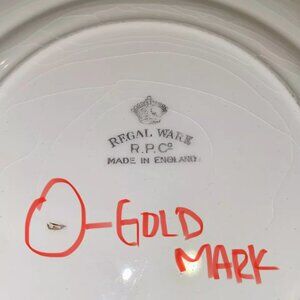 REGAL WARE
R.P.Cº
MADE IN ENGLAND
GOLD
MARK